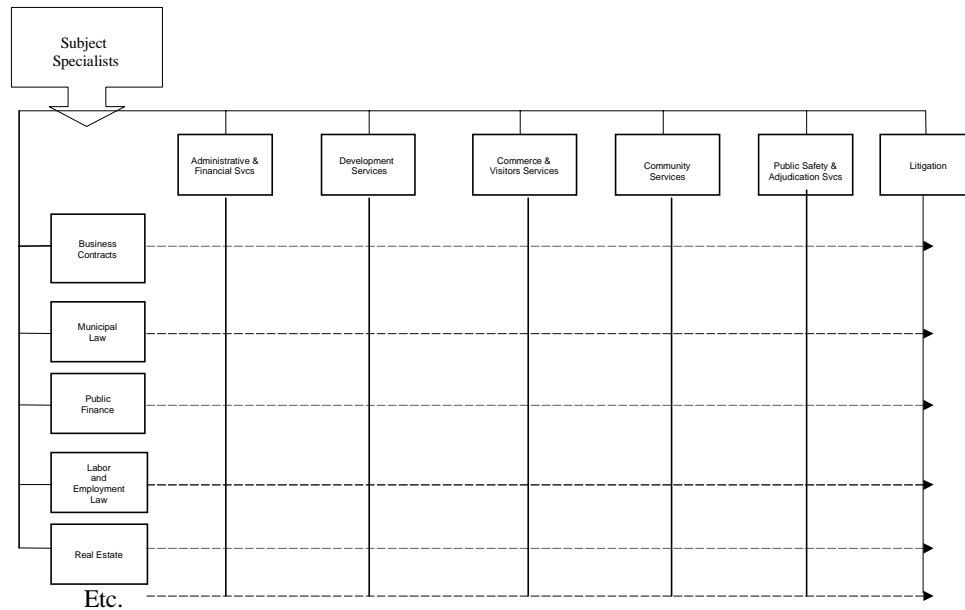 Subject
Specialists
Administrative &
Financial Svcs
Development
Services
Commerce &
Visitors Services
Community
Services
Public Safety &
Adjudication Svcs
Litigation
Business
Contracts
Municipal
Law
Public
Finance
Labor
and
Employment
Law
Real Estate
Etc.